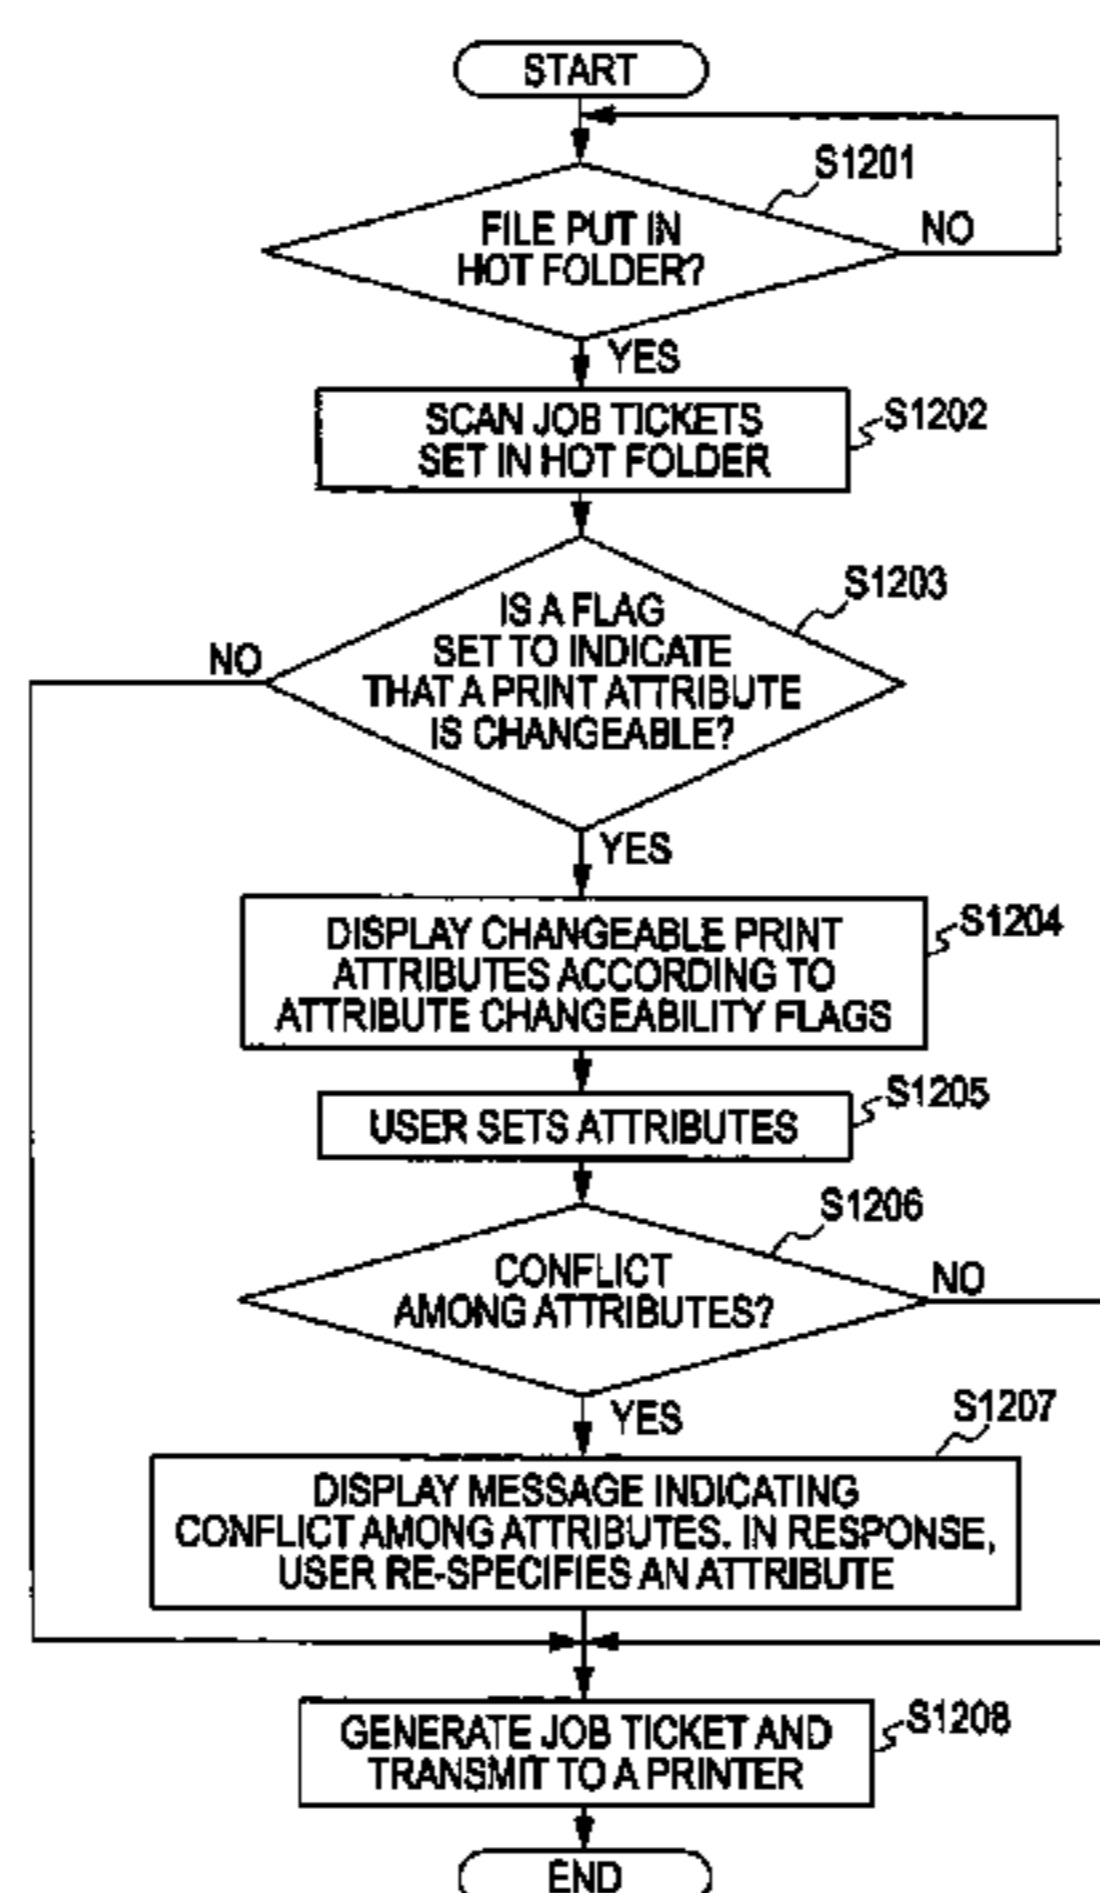 START
S1201
FILE PUT IN
HOT FOLDER?
NO
YES
SCAN JOB TICKETS
SET IN HOT FOLDER
S1202
S1203
IS A FLAG
SET TO INDICATE
THAT A PRINT ATTRIBUTE
IS CHANGEABLE?
NO
YES
DISPLAY CHANGEABLE PRINT
ATTRIBUTES ACCORDING TO
ATTRIBUTE CHANGEABILITY FLAGS
S1204
USER SETS ATTRIBUTES
S1205
S1206
CONFLICT
AMONG ATTRIBUTES?
NO
YES
S1207
DISPLAY MESSAGE INDICATING
CONFLICT AMONG ATTRIBUTES. IN RESPONSE,
USER RE-SPECIFIES AN ATTRIBUTE
GENERATE JOB TICKET AND
TRANSMIT TO A PRINTER
S1208
END